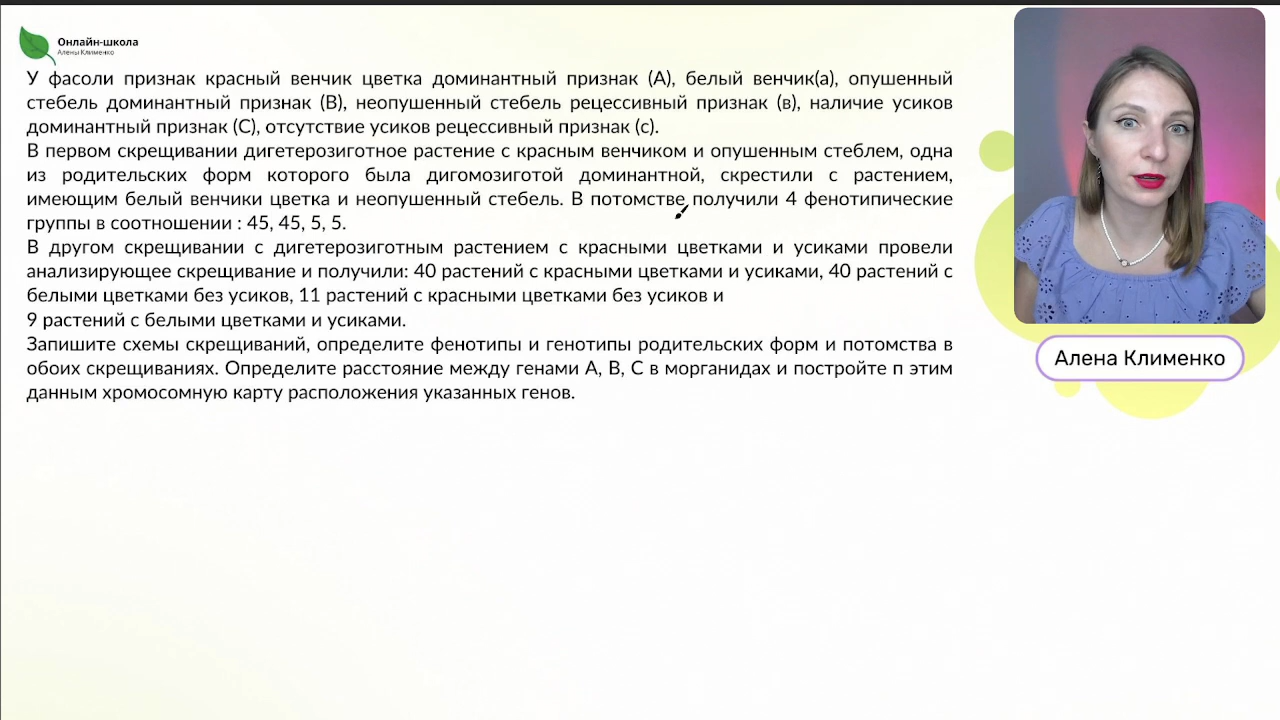 Онлайн-школа
Алены Клименко
У фасоли признак красный венчик цветка доминантный признак (А), белый венчик(а), опушенный
стебель доминантный признак (В), неопушенный стебель рецессивный признак (в), наличие усиков
доминантный признак (С), отсутствие усиков рецессивный признак (с).
В первом скрещивании дигетерозиготное растение с красным венчиком и опушенным стеблем, одна
из родительских форм которого была дигомозиготой доминантной, скрестили с растением,
имеющим белый венчики цветка и неопушенный стебель. В потомстве получили 4 фенотипические
группы в соотношении : 45, 45, 5, 5.
В другом скрещивании с дигетерозиготным растением с красными цветками и усиками провели
анализирующее скрещивание и получили: 40 растений с красными цветками и усиками, 40 растений с
белыми цветками без усиков, 11 растений с красными цветками без усиков и
9 растений с белыми цветками и усиками.
Запишите схемы скрещиваний, определите фенотипы и генотипы родительских форм и потомства в
обоих скрещиваниях. Определите расстояние между генами А, В, С в морганидах и постройте п этим
данным хромосомную карту расположения указанных генов.
Алена Клименко